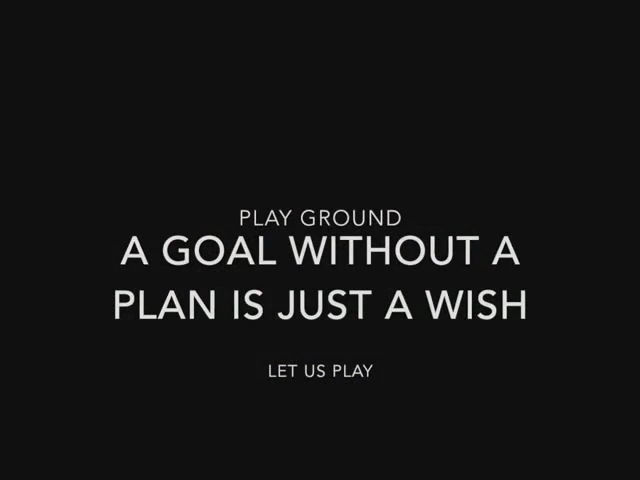 PLAY GROUND
A GOAL WITHOUT A
PLAN IS JUST A WISH
LET US PLAY